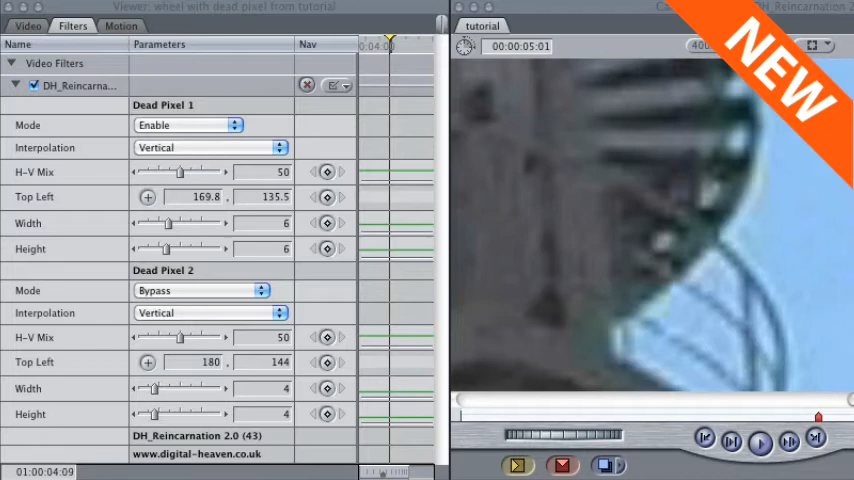 Viewer: wheel with dead pixel from tutorial
Video Filters Motion
Name Parameters Nav 0:04:00
Video Filters
DH_Reincarna...
Dead Pixel 1
Mode Enable
Interpolation Vertical
H-V Mix 50
Top Left 169.8 , 135.5
Width 6
Height 6
Dead Pixel 2
Mode Bypass
Interpolation Vertical
H-V Mix 50
Top Left 180 , 144
Width 4
Height 4
DH_Reincarnation 2.0 (43)
www.digital-heaven.co.uk
01:00:04:09
DH_Reincarnation 2
tutorial
00:00:05:01 400
NEW